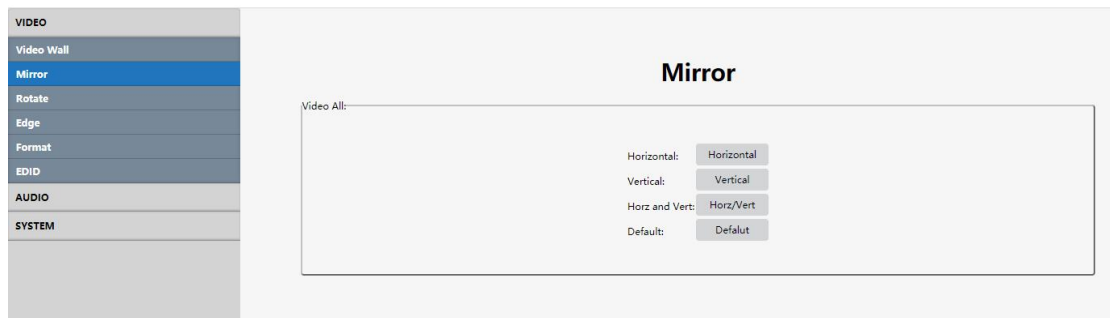 VIDEO
Video Wall
Mirror
Rotate
Edge
Format
EDID
AUDIO
SYSTEM
Mirror
Video All:
Horizontal: Horizontal
Vertical: Vertical
Horz and Vert: Horz/Vert
Default: Defalut